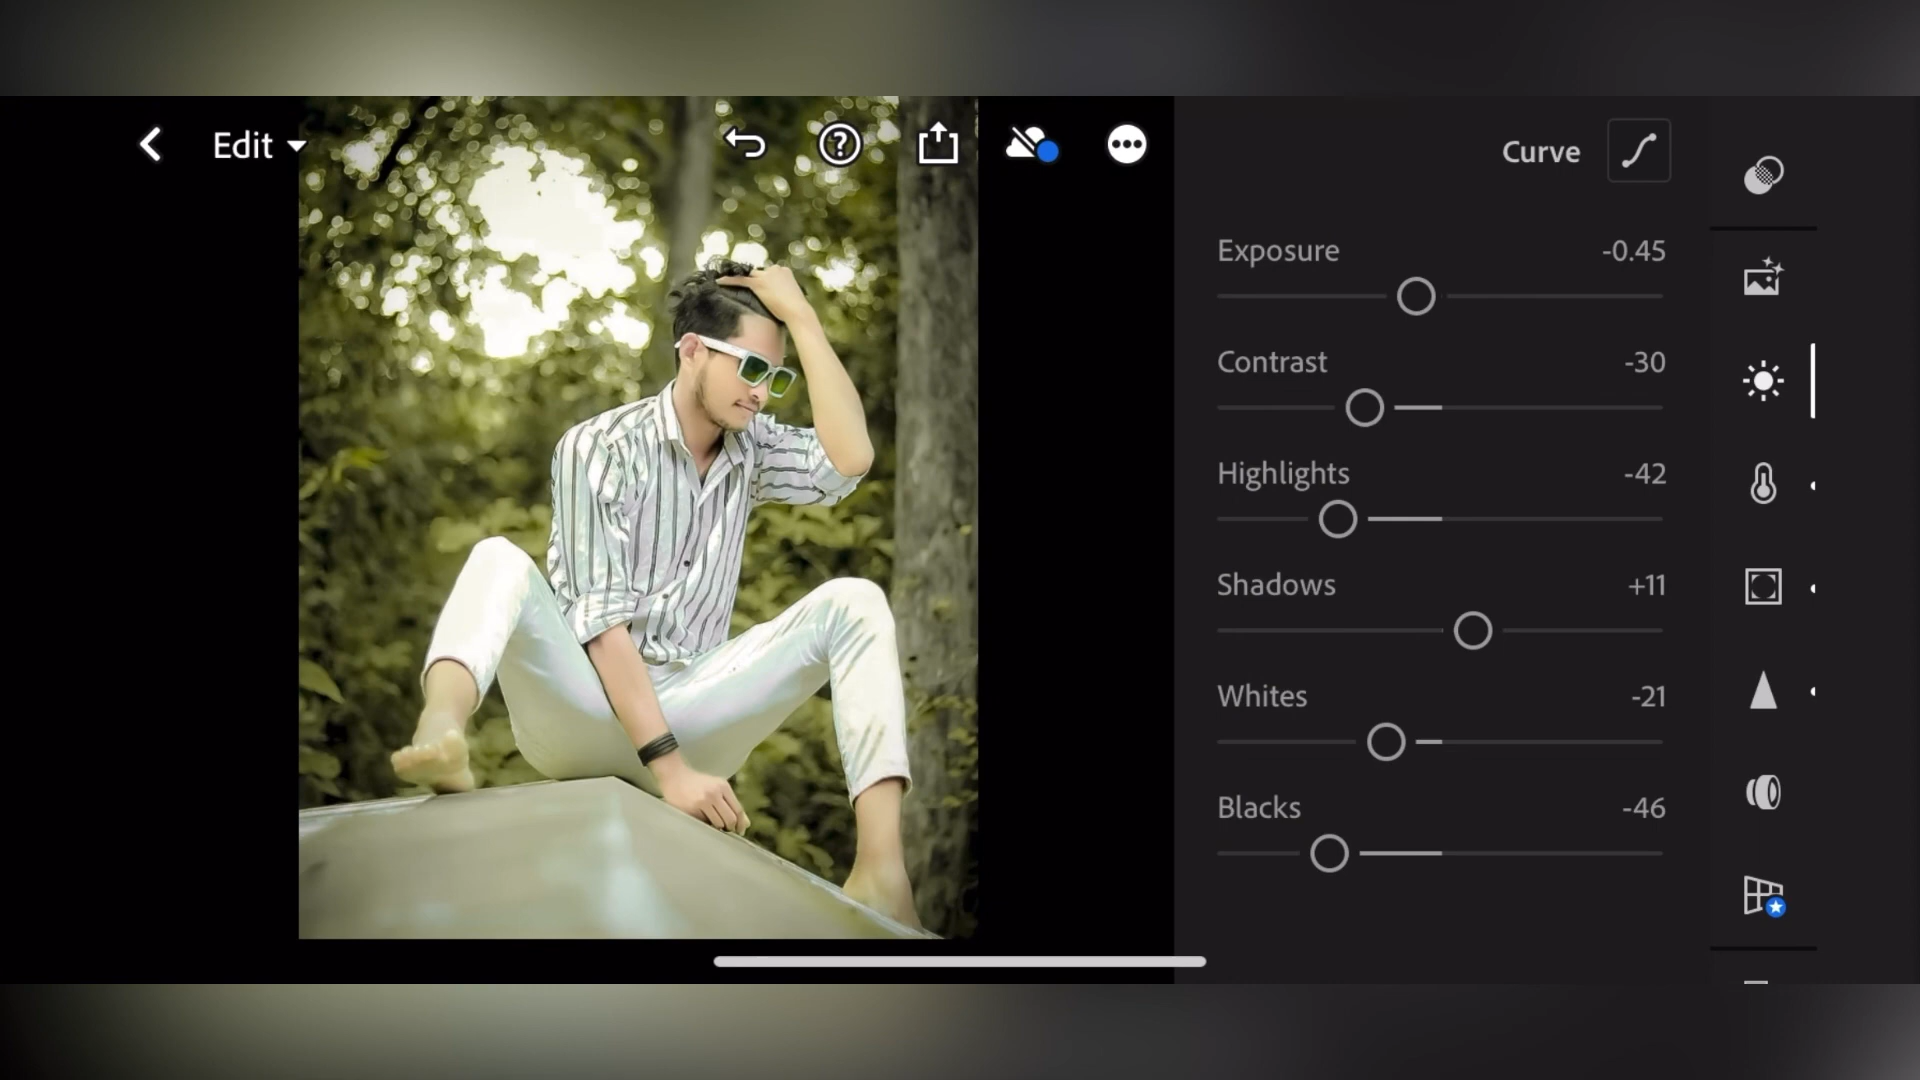 Edit
Curve
Exposure -0.45
Contrast -30
Highlights -42
Shadows +11
Whites -21
Blacks -46